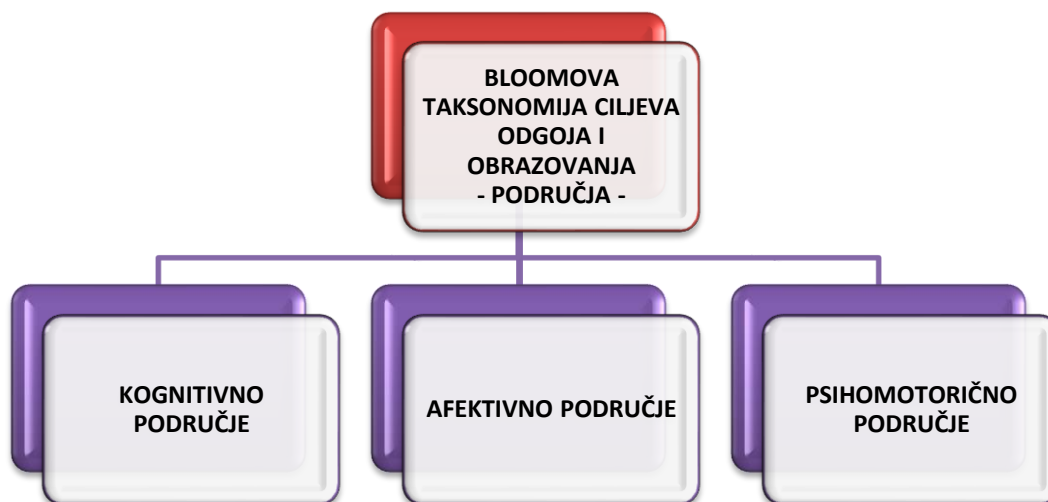 BLOOMOVA
TAKSONOMIJA CILJEVA
ODGOJA I
OBRAZOVANJA
- PODRUČJA -
KOGNITIVNO
PODRUČJE
AFEKTIVNO PODRUČJE
PSIHOMOTORIČNO
PODRUČJE